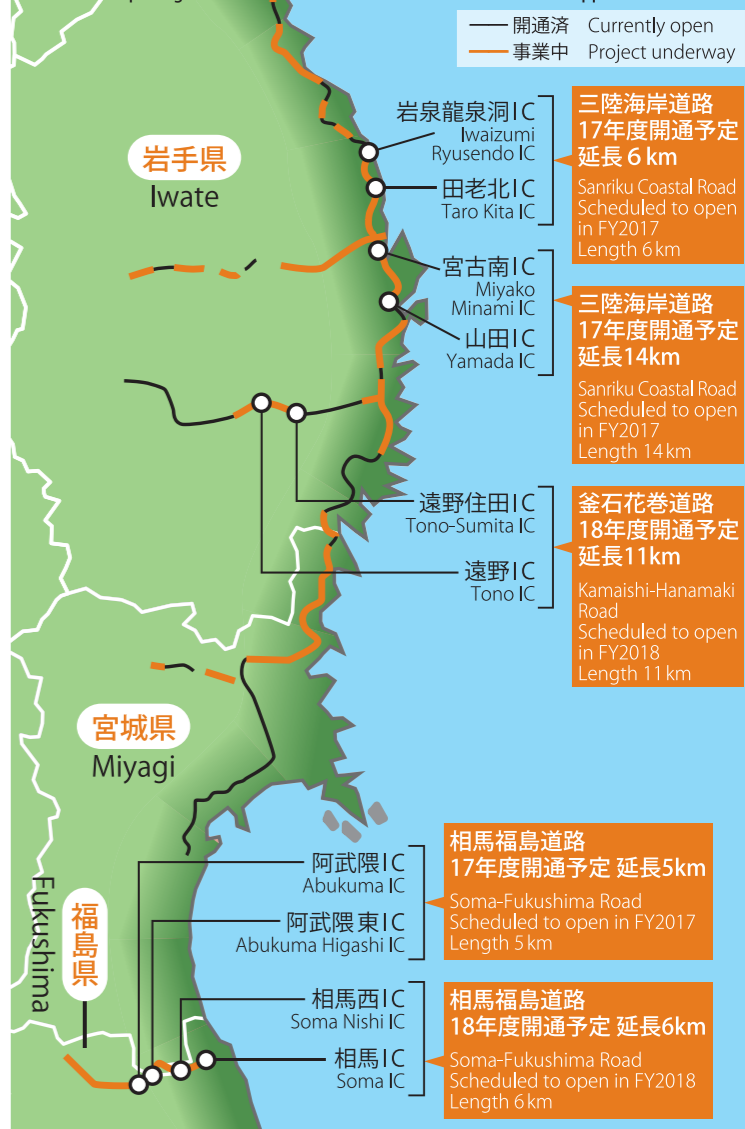 開通済 Currently open
事業中 Project underway
岩泉龍泉洞IC
Iwaizumi
Ryusendo IC
田老北IC
Taro Kita IC
三陸海岸道路
17年度開通予定
延長6km
Sanriku Coastal Road
Scheduled to open
in FY2017
Length 6km
岩手県
Iwate
宮古南IC
Miyako
Minami IC
山田IC
Yamada IC
三陸海岸道路
17年度開通予定
延長14km
Sanriku Coastal Road
Scheduled to open
in FY2017
Length 14km
遠野住田IC
Tono-Sumita IC
遠野IC
Tono IC
釜石花巻道路
18年度開通予定
延長11km
Kamaishi-Hanamaki
Road
Scheduled to open
in FY2018
Length 11km
宮城県
Miyagi
阿武隈IC
Abukuma IC
阿武隈東IC
Abukuma Higashi IC
相馬福島道路
17年度開通予定 延長5km
Soma-Fukushima Road
Scheduled to open in FY2017
Length 5km
福島県
Fukushima
相馬西IC
Soma Nishi IC
相馬IC
Soma IC
相馬福島道路
18年度開通予定 延長6km
Soma-Fukushima Road
Scheduled to open in FY2018
Length 6km